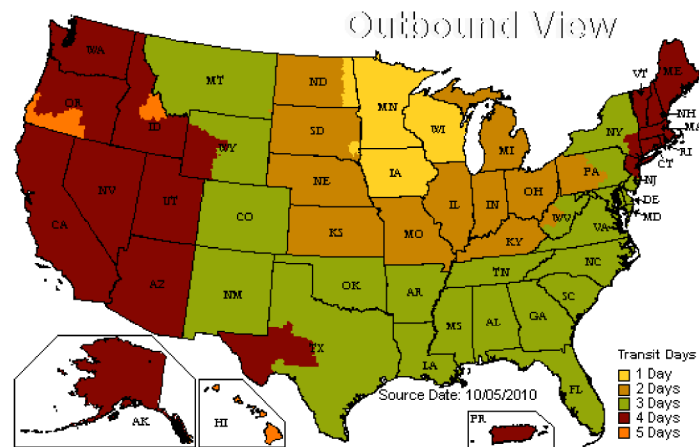 Outbound View
WA
MT
ND
MN
VT
ME
OR
ID
WY
SD
WI
MI
NY
NH
MA
RI
CT
NV
UT
CO
NE
IA
IL
IN
OH
PA
NJ
DE
MD
CA
KS
MO
KY
WV
VA
AZ
NM
OK
AR
TN
NC
SC
TX
LA
MS
AL
GA
FL
AK
HI
PR
Source Date: 10/05/2010
Transit Days
1 Day
2 Days
3 Days
4 Days
5 Days